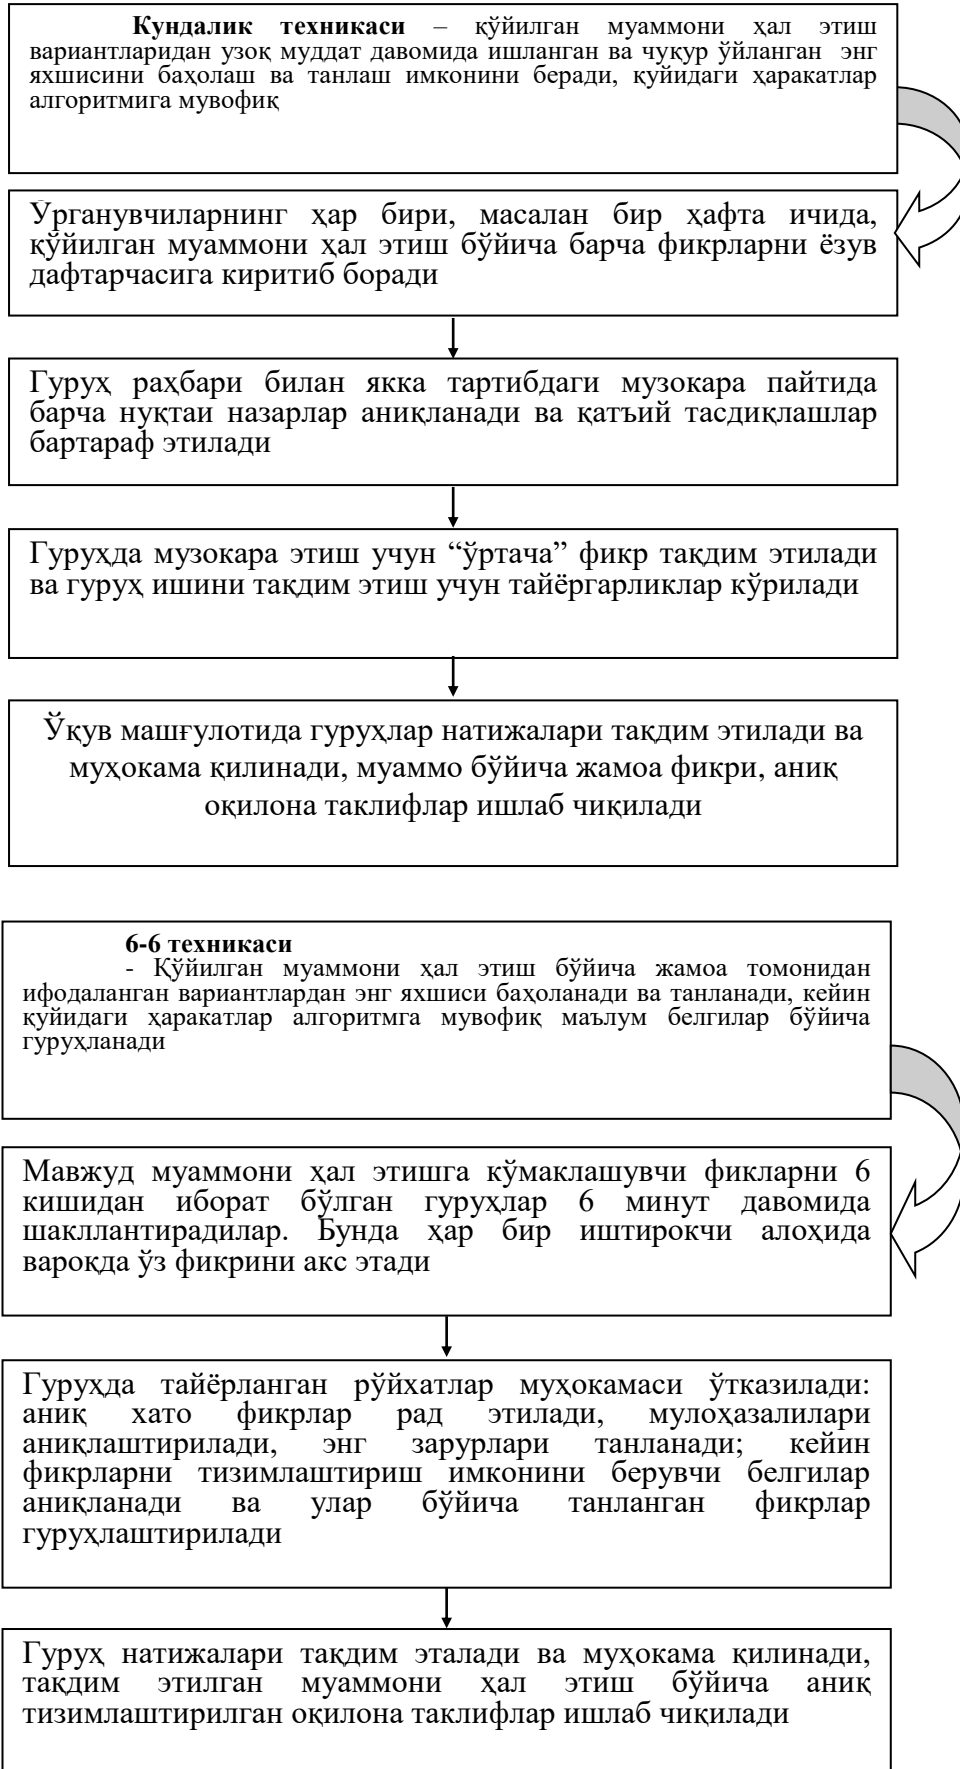 Кундалик техникаси – қўйилган муаммони ҳал этиш
вариантларидан узоқ муддат давомида ишланган ва чуқур ўйланган энг
яхшисини баҳолаш ва танлаш имконини беради, қуйидаги ҳаракатлар
алгоритмига мувофиқ
Ўрганувчиларнинг ҳар бири, масалан бир ҳафта ичида,
қўйилган муаммони ҳал этиш бўйича барча фикрларни ёзув
дафтарчасига киритиб боради
Гуруҳ раҳбари билан якка тартибдаги музокара пайтида
барча нуқтаи назарлар аниқланади ва қатъий тасдиқлашлар
бартараф этилади
Гуруҳда музокара этиш учун “ўртача” фикр тақдим этилади
ва гуруҳ ишини тақдим этиш учун тайёргарликлар кўрилади
Ўқув машғулотида гуруҳлар натижалари тақдим этилади ва
муҳокама қилинади, муаммо бўйича жамоа фикри, аниқ
оқилона таклифлар ишлаб чиқилади
6-6 техникаси
- Қўйилган муаммони ҳал этиш бўйича жамоа томонидан
ифодаланган вариантлардан энг яхшиси баҳоланади ва танланади, кейин
қуйидаги ҳаракатлар алгоритмга мувофиқ маълум белгилар бўйича
гуруҳланади
Мавжуд муаммони ҳал этишга кўмаклашувчи фикларни 6
кишидан иборат бўлган гуруҳлар 6 минут давомида
шакллантирадилар. Бунда ҳар бир иштирокчи алоҳида
вароқда ўз фикрини акс этади
Гуруҳда тайёрланган рўйхатлар муҳокамаси ўтказилади:
аниқ хато фикрлар рад этилади, мулоҳазалилари
аниқлаштирилади, энг зарурлари танланади; кейин
фикрларни тизимлаштириш имконини берувчи белгилар
аниқланади ва улар бўйича танланган фикрлар
гуруҳлаштирилади
Гуруҳ натижалари тақдим эталади ва муҳокама қилинади,
тақдим этилган муаммони ҳал этиш бўйича аниқ
тизимлаштирилган оқилона таклифлар ишлаб чиқилади